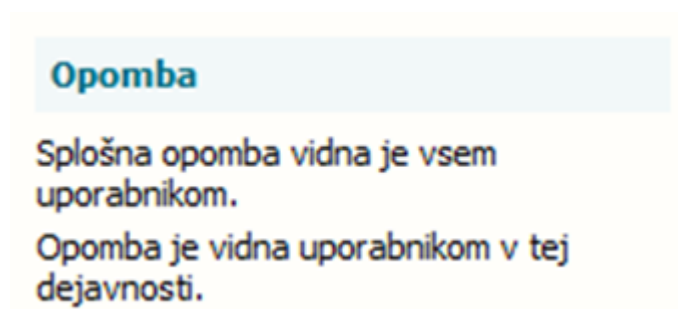 Opomba
Splošna opomba vidna je vsem
uporabnikom.
Opomba je vidna uporabnikom v tej
dejavnosti.